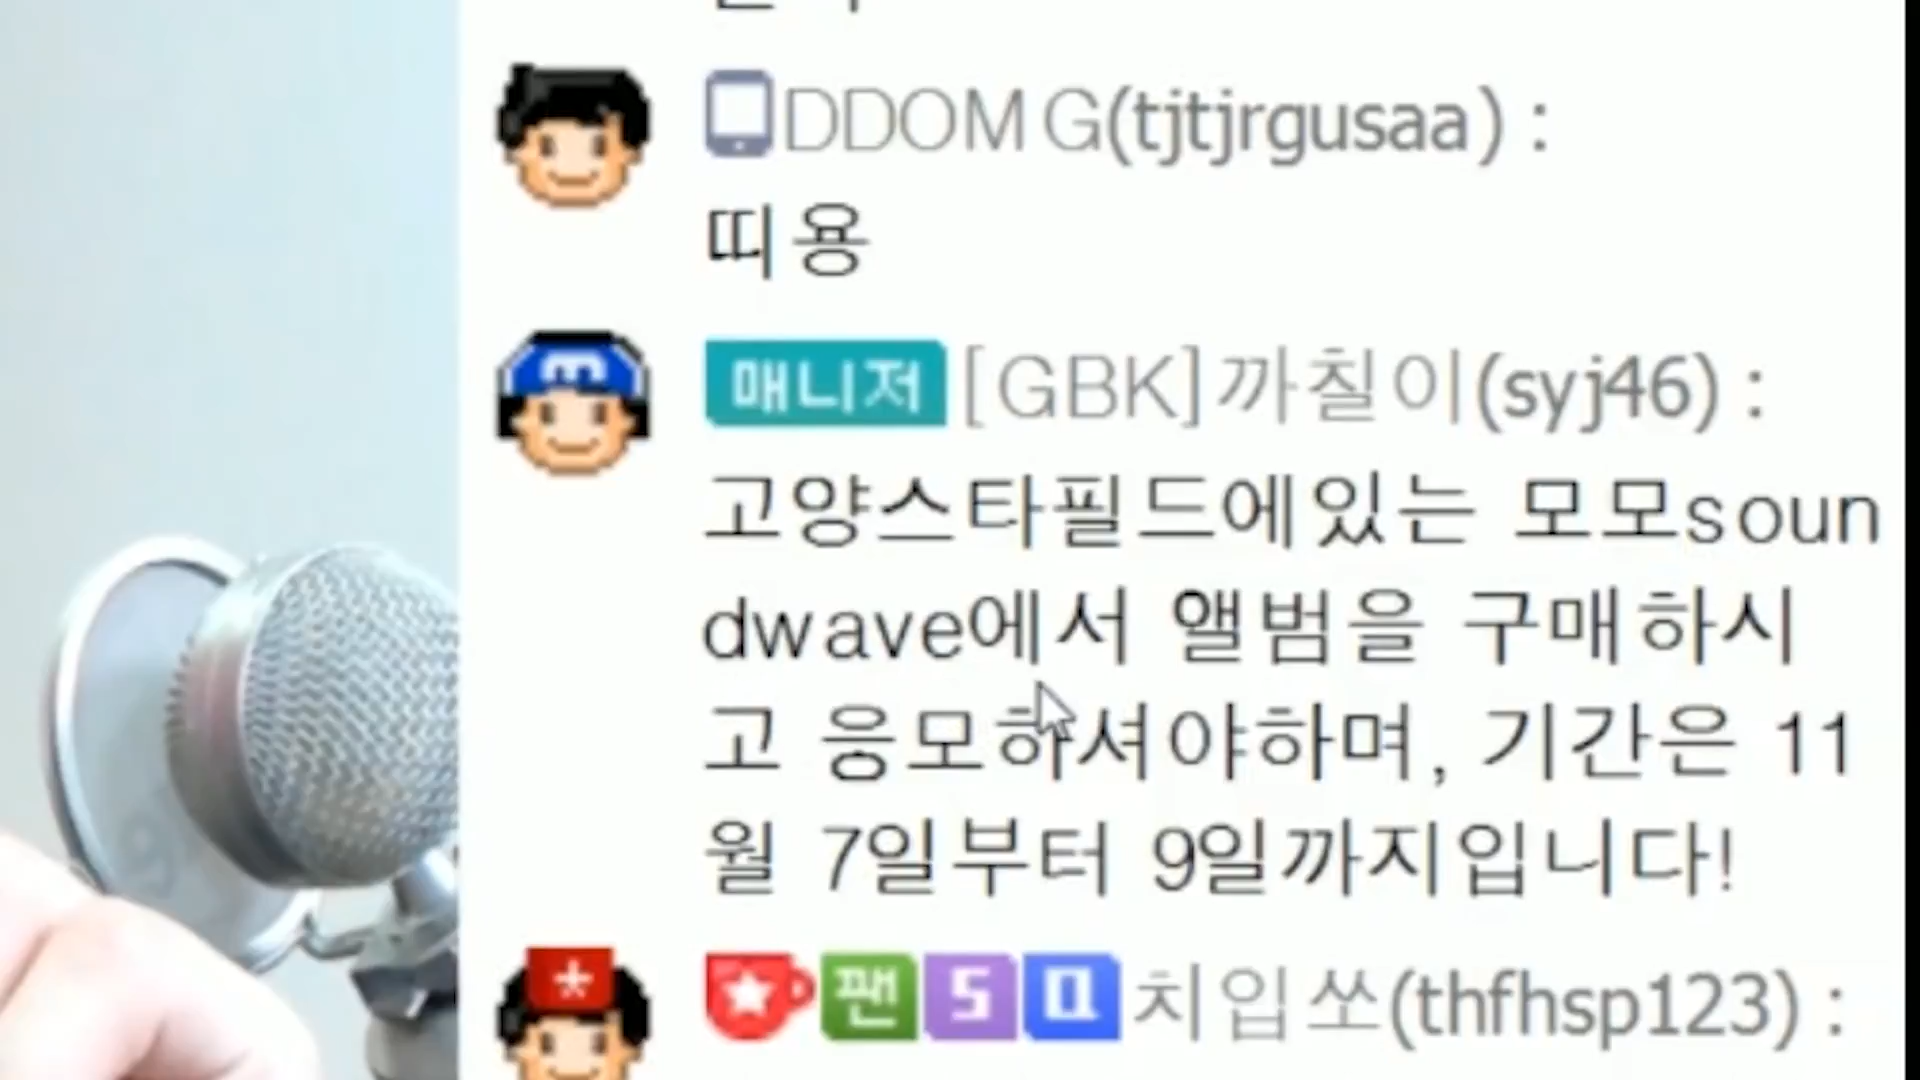 DDOM G(tjtjrgusaa) :
띠용
매니저 [GBK]까칠이(syj46) :
고양스타필드에있는 모모soun
dwave에서 앨범을 구매하시
고 응모하셔야하며, 기간은 11
월 7일부터 9일까지입니다!
팬 S Q 치입쏘(thfhsp123) :